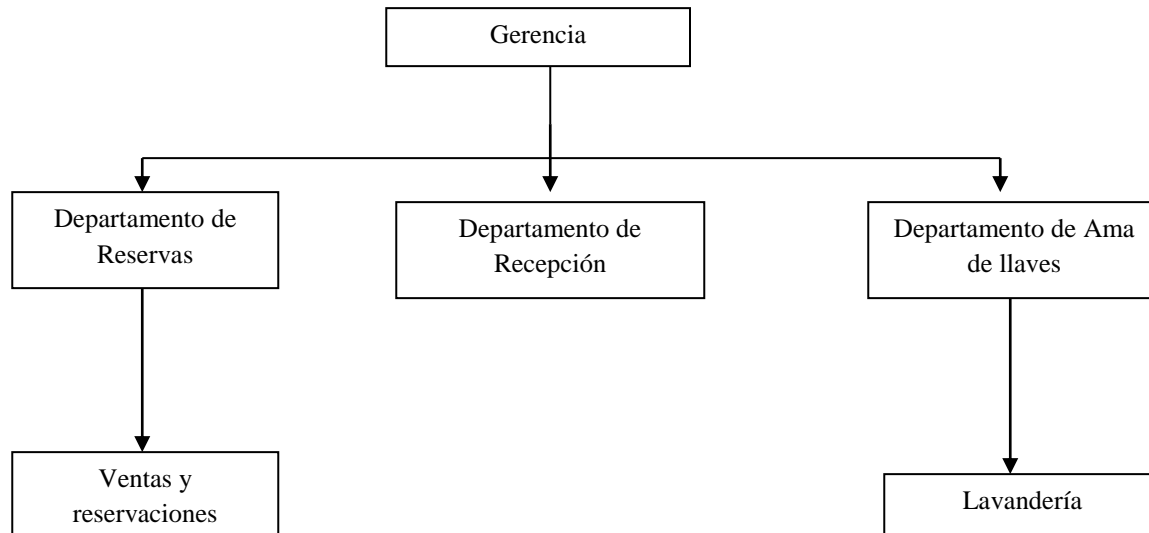 Gerencia
Departamento de
Reservas
Departamento de
Recepción
Departamento de Ama
de llaves
Ventas y
reservaciones
Lavandería